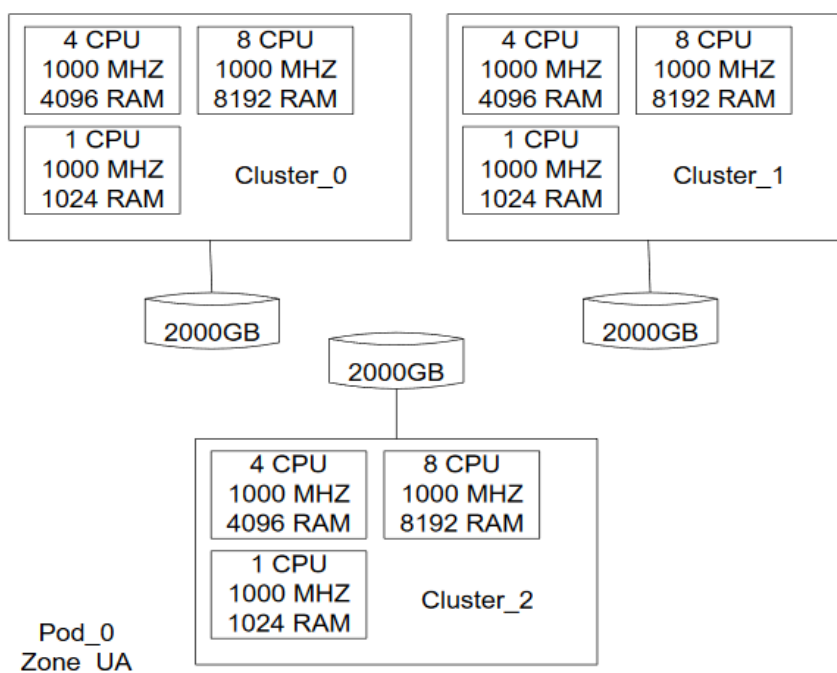 4 CPU
1000 MHZ
4096 RAM
8 CPU
1000 MHZ
8192 RAM
1 CPU
1000 MHZ
1024 RAM
Cluster_0
4 CPU
1000 MHZ
4096 RAM
8 CPU
1000 MHZ
8192 RAM
1 CPU
1000 MHZ
1024 RAM
Cluster_1
2000GB
2000GB
2000GB
4 CPU
1000 MHZ
4096 RAM
8 CPU
1000 MHZ
8192 RAM
1 CPU
1000 MHZ
1024 RAM
Cluster_2
Pod_0
Zone_UA